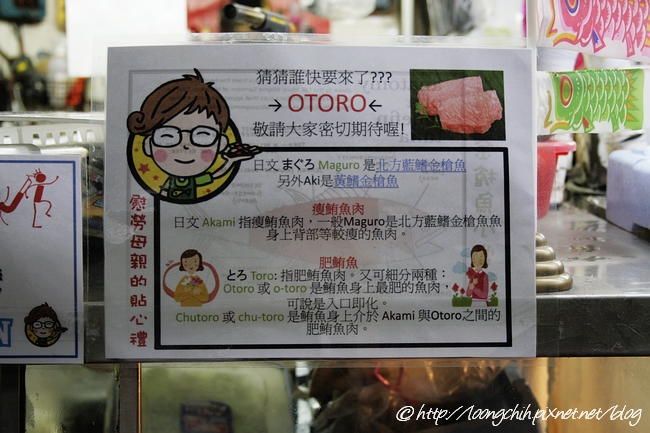 猜猜誰快要來了???
→ OTORO ←
敬請大家密切期待喔!
日文 まぐろ Maguro 是北方藍鰭金槍魚
另外Aki是黃鰭金槍魚
瘦鮪魚肉
日文 Akami 指瘦鮪魚肉，一般Maguro是北方藍鰭金槍魚魚
身上背部等較瘦的魚肉。
肥鮪魚
とろ Toro: 指肥鮪魚肉。又可細分兩種：
Otoro 或 o-toro 是鮪魚身上最肥的魚肉，
可說是入口即化。
Chutoro 或 chu-toro 是鮪魚身上介於 Akami 與Otoro之間的
肥鮪魚肉。
慰勞母親的貼心禮
©http://loongchih.pixnet.net/blog